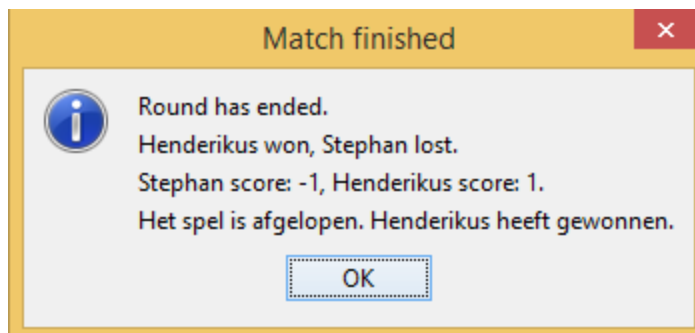 Match finished
Round has ended.
Henderikus won, Stephan lost.
Stephan score: -1, Henderikus score: 1.
Het spel is afgelopen. Henderikus heeft gewonnen.
OK